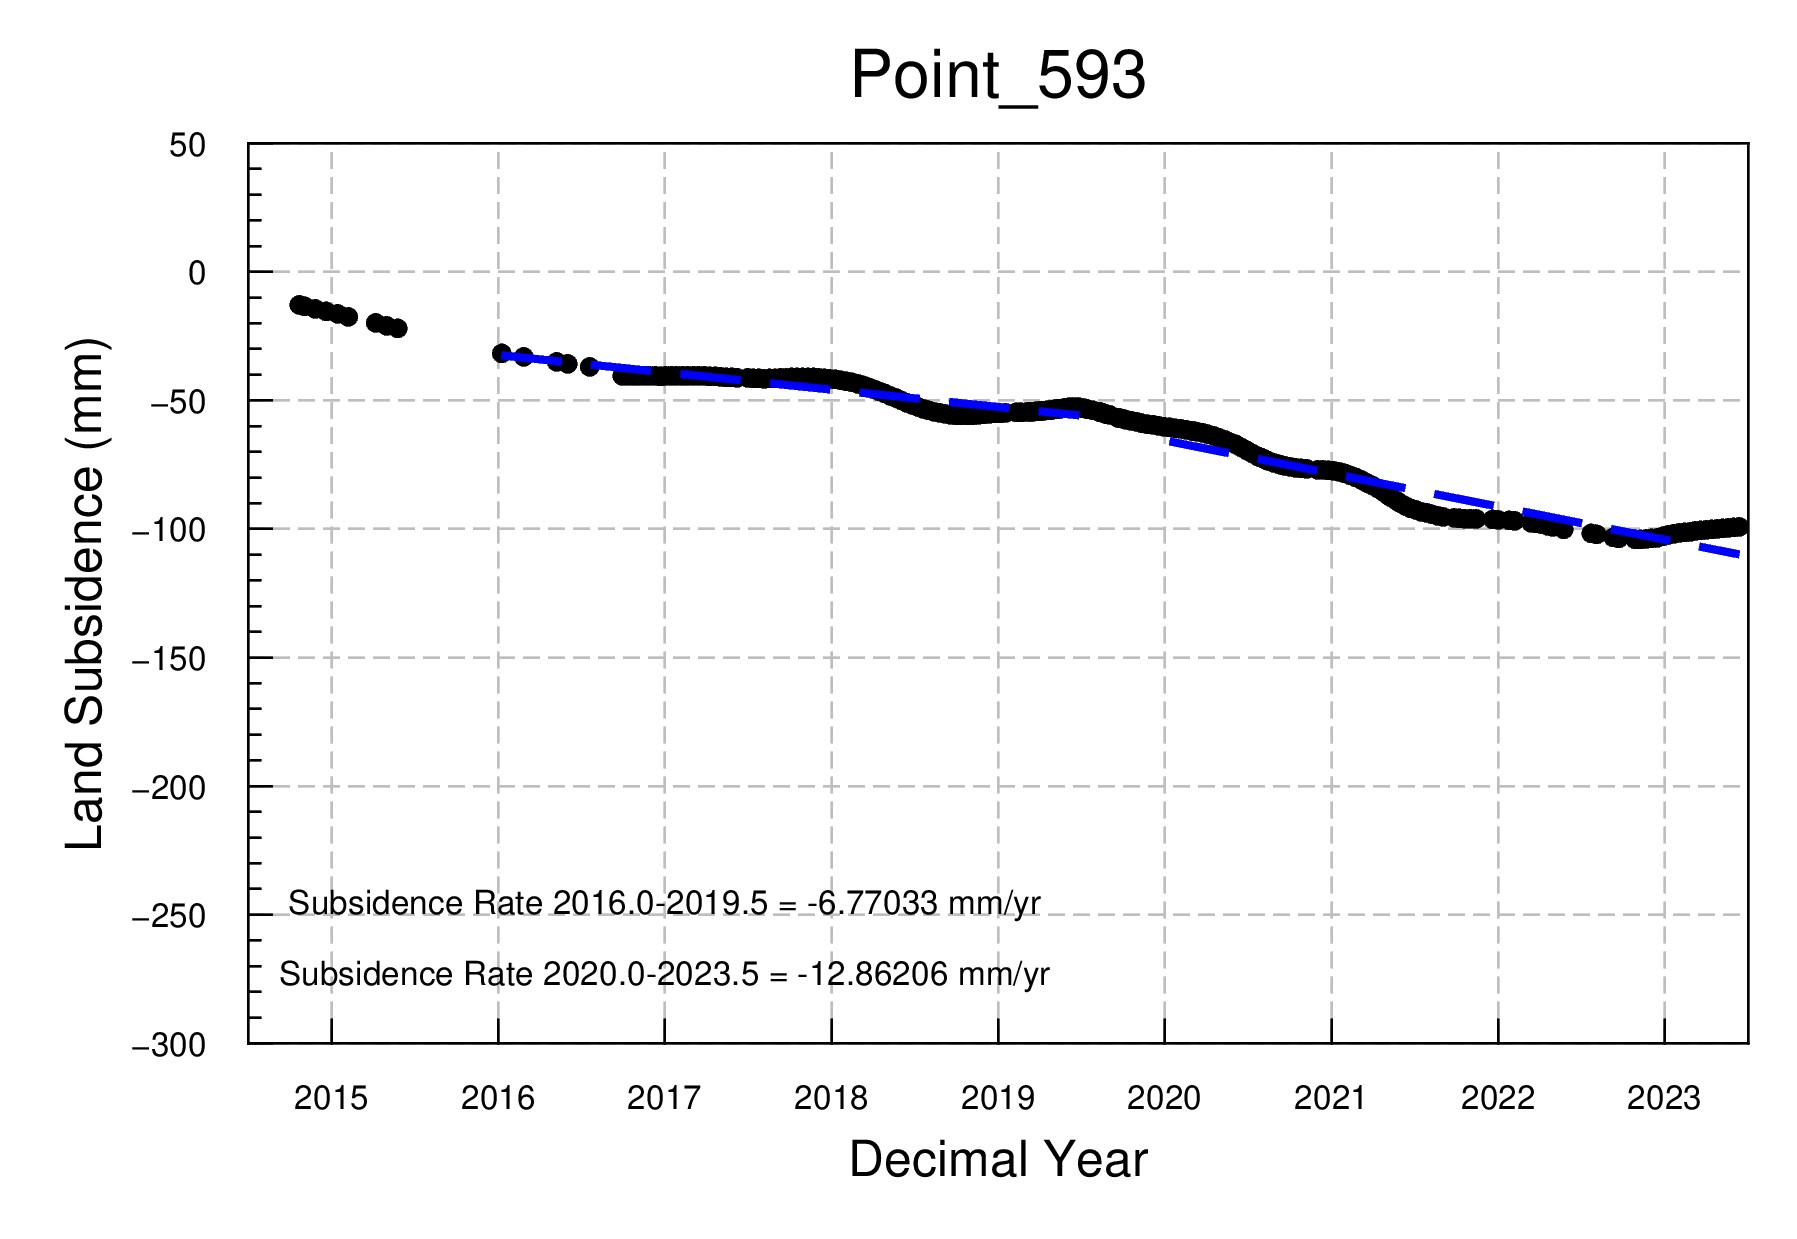 Point_593
50
0
−50
−100
−150
−200
−250
−300
Land Subsidence (mm)
Subsidence Rate 2016.0-2019.5 = -6.77033 mm/yr
Subsidence Rate 2020.0-2023.5 = -12.86206 mm/yr
2015 2016 2017 2018 2019 2020 2021 2022 2023
Decimal Year